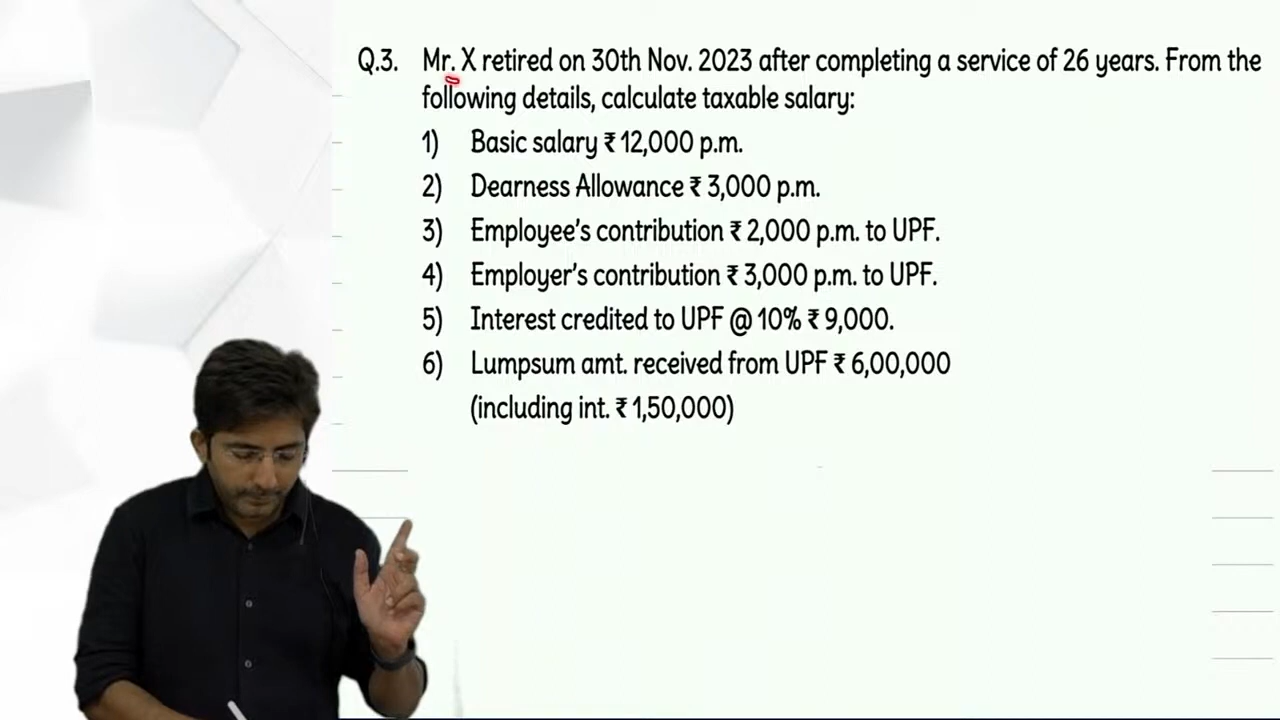 Q.3. Mr. X retired on 30th Nov. 2023 after completing a service of 26 years. From the
following details, calculate taxable salary:
1) Basic salary ₹ 12,000 p.m.
2) Dearness Allowance ₹ 3,000 p.m.
3) Employee's contribution ₹ 2,000 p.m. to UPF.
4) Employer's contribution ₹ 3,000 p.m. to UPF.
5) Interest credited to UPF @ 10% ₹ 9,000.
6) Lumpsum amt. received from UPF ₹ 6,00,000
(including int. ₹ 1,50,000)